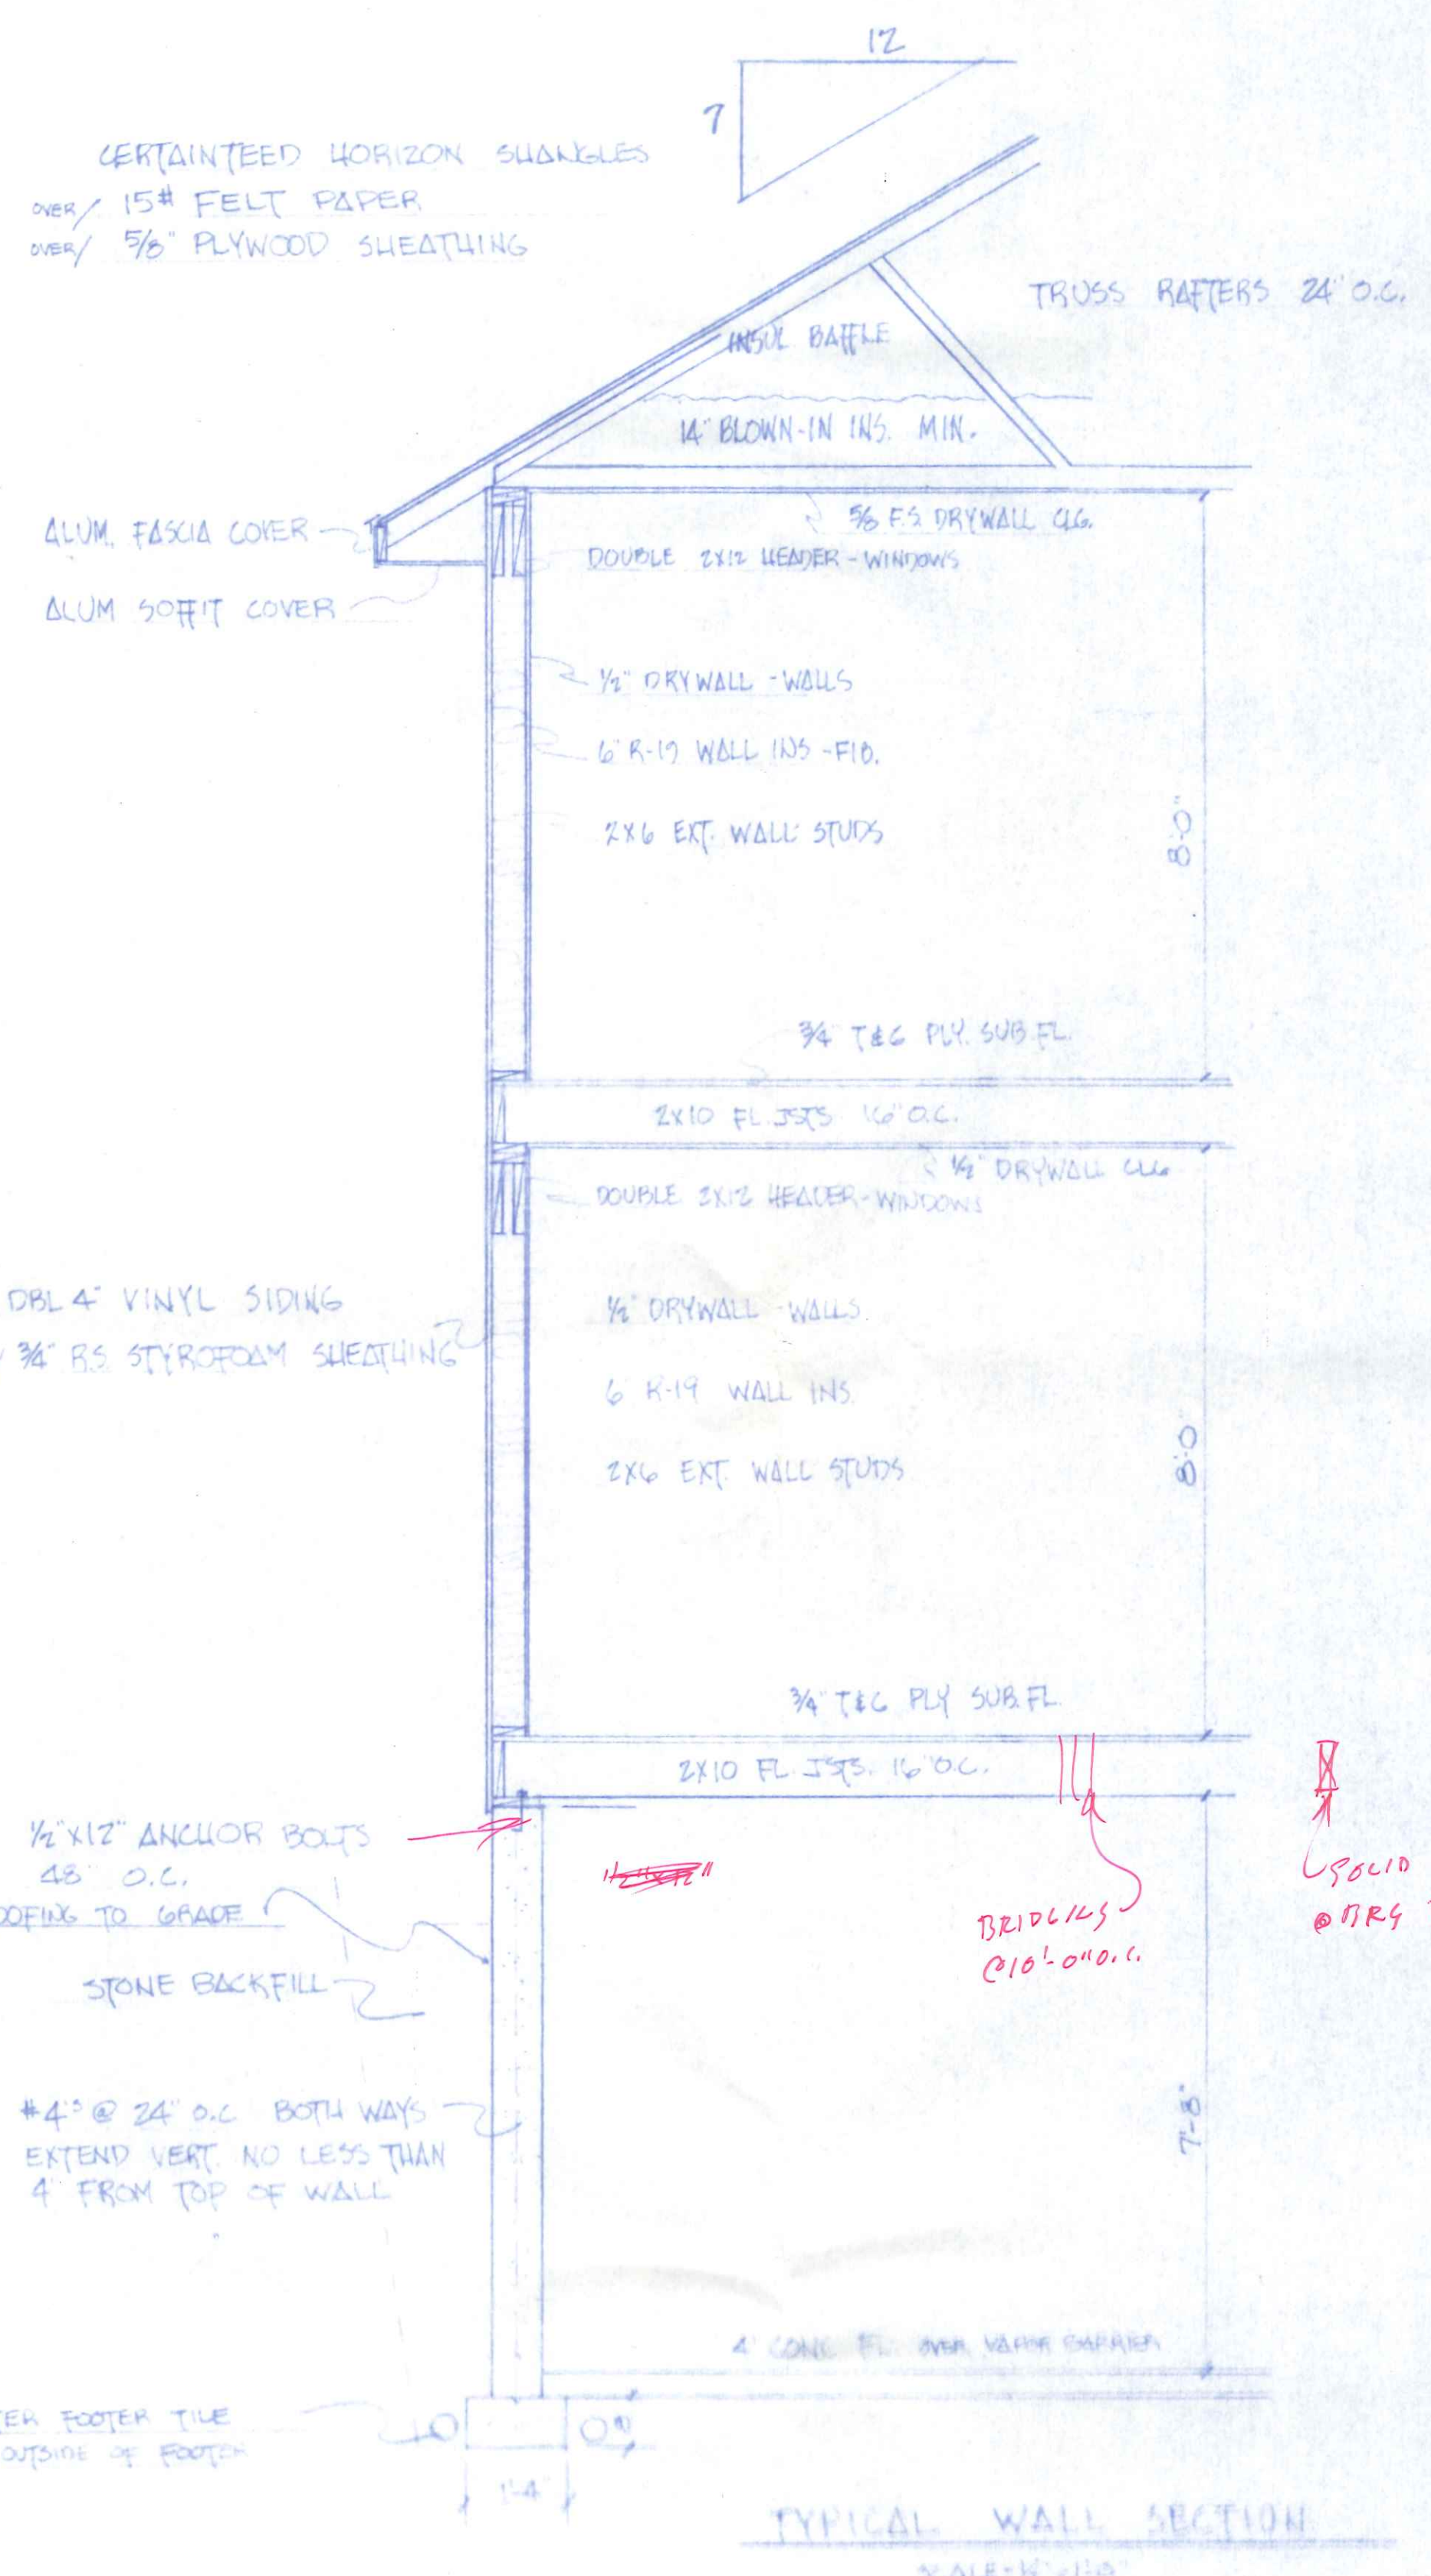 12
7
CERTAINTEED HORIZON SHANGLES
OVER/ 15# FELT PAPER
OVER/ 5/8" PLYWOOD SHEATHING
TRUSS RAFTERS 24" O.C.
INSUL BAFFLE
14" BLOWN-IN INS. MIN.
5/8 F.S. DRYWALL CLG.
ALUM. FASCIA COVER
DOUBLE 2X12 HEADER-WINDOWS
ALUM SOFFIT COVER
1/2" DRYWALL - WALLS
6" R-19 WALL INS - FIB.
2X6 EXT. WALL STUDS
8'-0"
3/4" T&G PLY. SUB FL.
2X10 FL. JSTS 16" O.C.
1/2" DRYWALL CLG
DOUBLE 2X12 HEADER-WINDOWS
DBL 4" VINYL SIDING
3/4" R.S. STYROFOAM SHEATHING
1/2" DRYWALL - WALLS
6" R-19 WALL INS.
2X6 EXT. WALL STUDS
8'-0"
3/4" T&G PLY SUB. FL.
2X10 FL. JSTS. 16" O.C.
1/2"X12" ANCHOR BOLTS
48" O.C.
OOFING TO GRADE
STONE BACKFILL
BRIDGING
@10'-0" O.C.
SOLID
@ BRG
#4'S @ 24" O.C BOTH WAYS
EXTEND VERT. NO LESS THAN
4" FROM TOP OF WALL
7'-8"
4" CONC FL. OVER VAPOR BARRIER
TER FOOTER TILE
OUTSIDE OF FOOTER
1'-4"
TYPICAL WALL SECTION